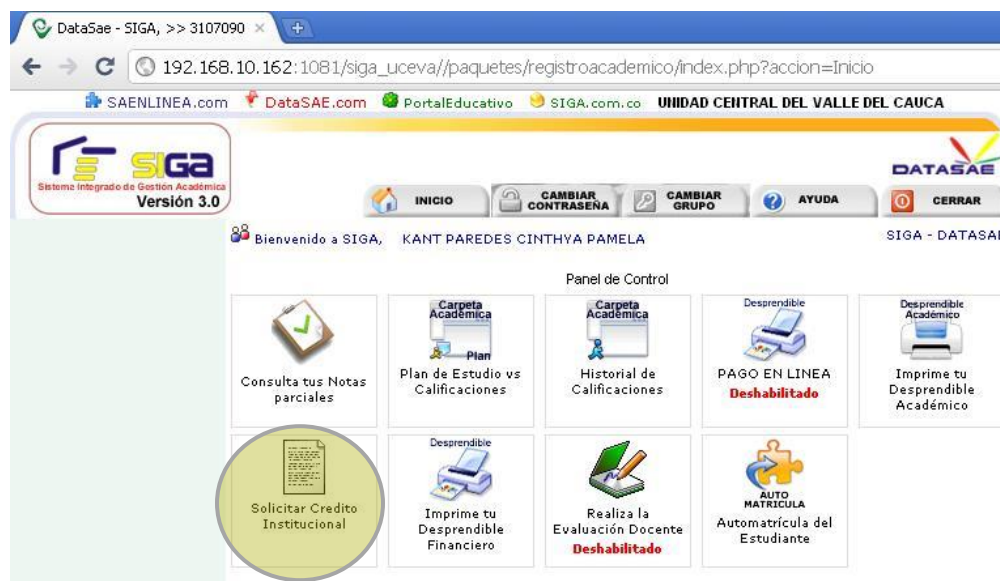 DataSae - SIGA, >> 3107090
192.168.10.162:1081/siga_uceva//paquetes/registroacademico/index.php?accion=Inicio
SAENLINEA.com DataSAE.com PortalEducativo SIGA.com.co UNIDAD CENTRAL DEL VALLE DEL CAUCA
SIGA
Sistema Integrado de Gestión Académica
Versión 3.0
DATASAE
INICIO
CAMBIAR
CONTRASEÑA
CAMBIAR
GRUPO
AYUDA
CERRAR
Bienvenido a SIGA, KANT PAREDES CINTHYA PAMELA
SIGA - DATASAE
Panel de Control
Consulta tus Notas
parciales
Carpeta
Académica
Plan
Plan de Estudio vs
Calificaciones
Carpeta
Académica
Historial de
Calificaciones
Desprendible
PAGO EN LINEA
Deshabilitado
Desprendible
Académico
Imprime tu
Desprendible
Académico
Solicitar Credito
Institucional
Desprendible
Imprime tu
Desprendible
Financiero
Realiza la
Evaluación Docente
Deshabilitado
AUTO
MATRICULA
Automatrícula del
Estudiante